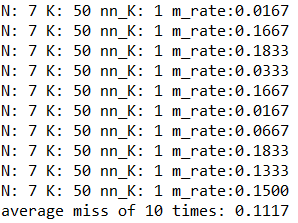 N: 7 K: 50 nn_K: 1 m_rate:0.0167
N: 7 K: 50 nn_K: 1 m_rate:0.1667
N: 7 K: 50 nn_K: 1 m_rate:0.1833
N: 7 K: 50 nn_K: 1 m_rate:0.0333
N: 7 K: 50 nn_K: 1 m_rate:0.1667
N: 7 K: 50 nn_K: 1 m_rate:0.0167
N: 7 K: 50 nn_K: 1 m_rate:0.0667
N: 7 K: 50 nn_K: 1 m_rate:0.1833
N: 7 K: 50 nn_K: 1 m_rate:0.1333
N: 7 K: 50 nn_K: 1 m_rate:0.1500
average miss of 10 times: 0.1117